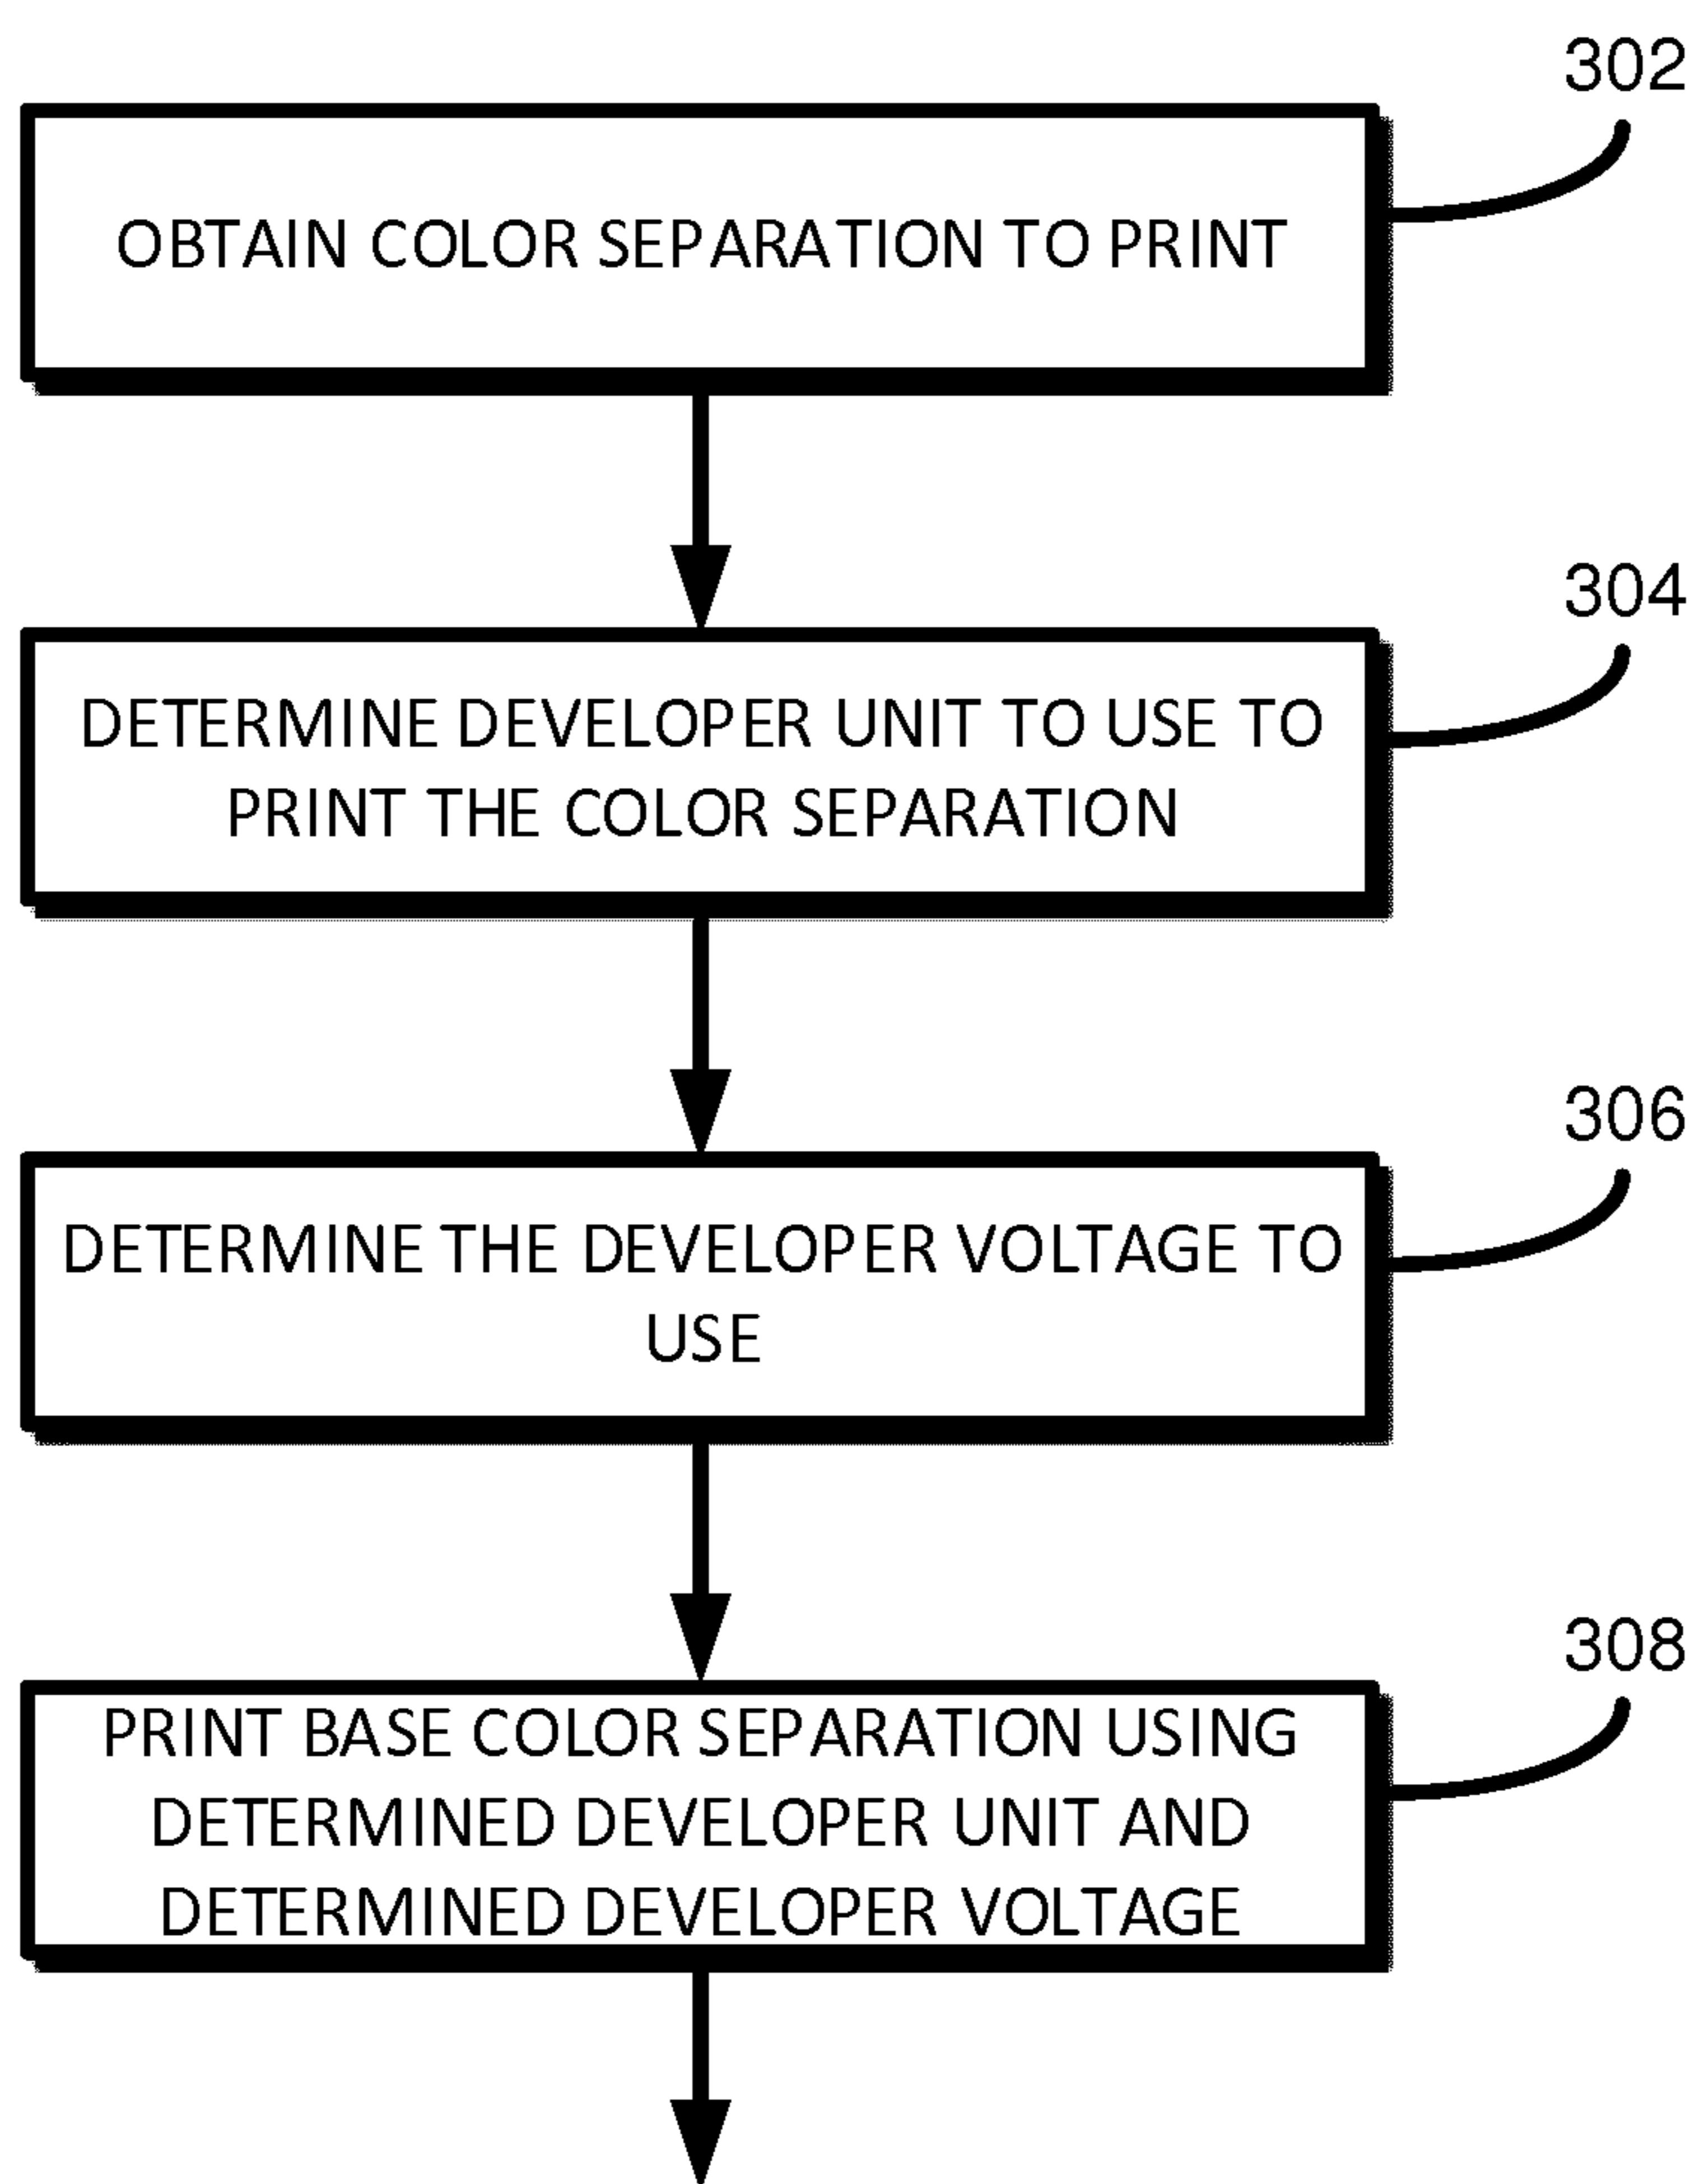 302
OBTAIN COLOR SEPARATION TO PRINT
304
DETERMINE DEVELOPER UNIT TO USE TO
PRINT THE COLOR SEPARATION
306
DETERMINE THE DEVELOPER VOLTAGE TO
USE
308
PRINT BASE COLOR SEPARATION USING
DETERMINED DEVELOPER UNIT AND
DETERMINED DEVELOPER VOLTAGE